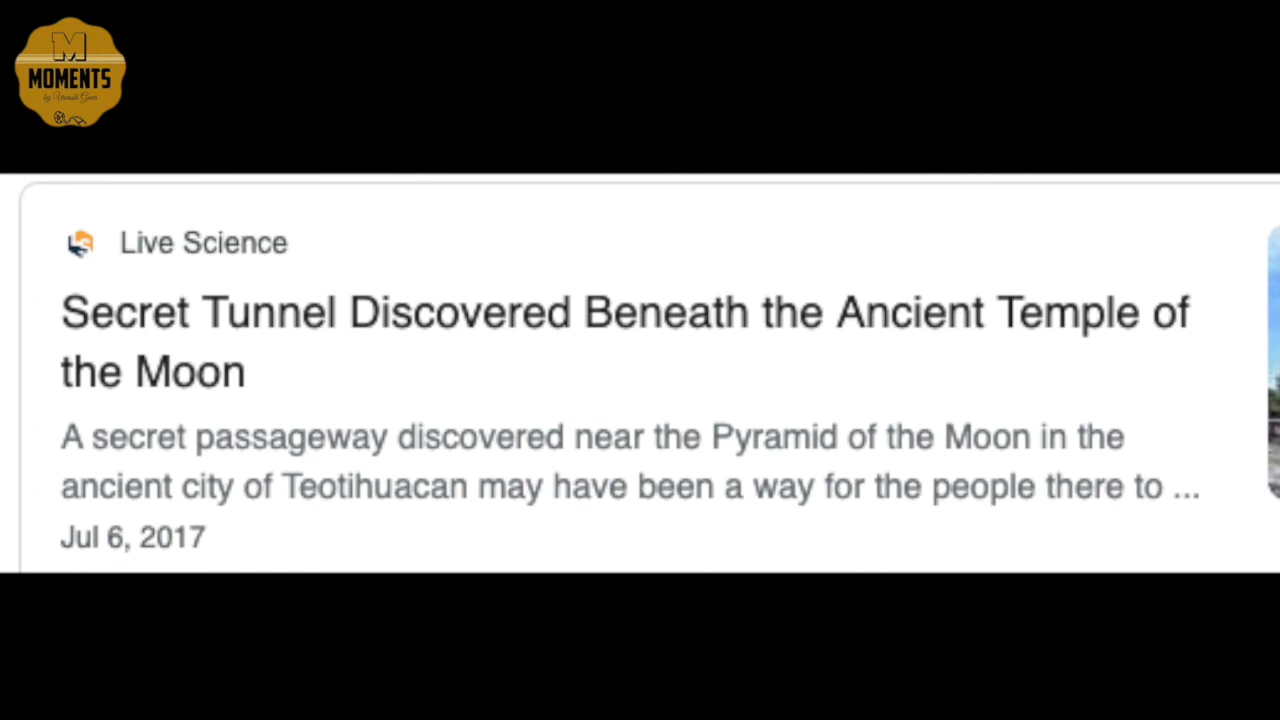 M
MOMENTS
Live Science
Secret Tunnel Discovered Beneath the Ancient Temple of
the Moon
A secret passageway discovered near the Pyramid of the Moon in the
ancient city of Teotihuacan may have been a way for the people there to ...
Jul 6, 2017